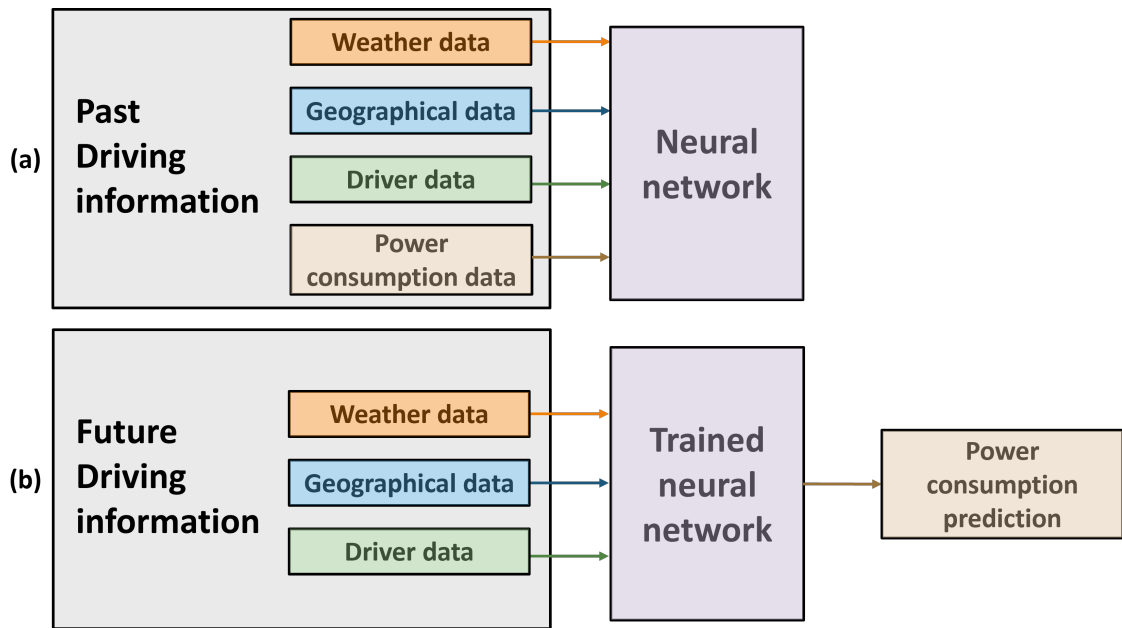 (a)
Past
Driving
information
Weather data
Geographical data
Driver data
Power
consumption data
Neural
network
(b)
Future
Driving
information
Weather data
Geographical data
Driver data
Trained
neural
network
Power
consumption
prediction